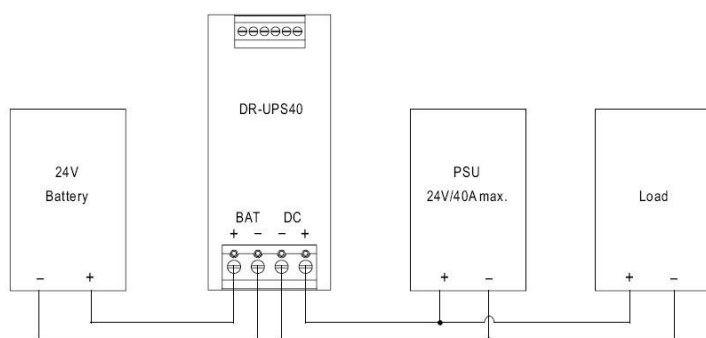 DR-UPS40
24V
Battery
PSU
24V/40A max.
Load
BAT DC
+ − − +
− +
+ −
+ −